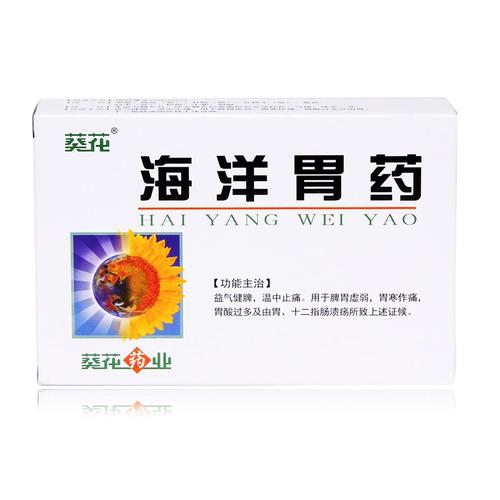 葵花®
海洋胃药
HAI YANG WEI YAO
【功能主治】
益气健脾，温中止痛。用于脾胃虚弱，胃寒作痛，
胃酸过多及由胃、十二指肠溃疡所致上述证候。
葵花药业